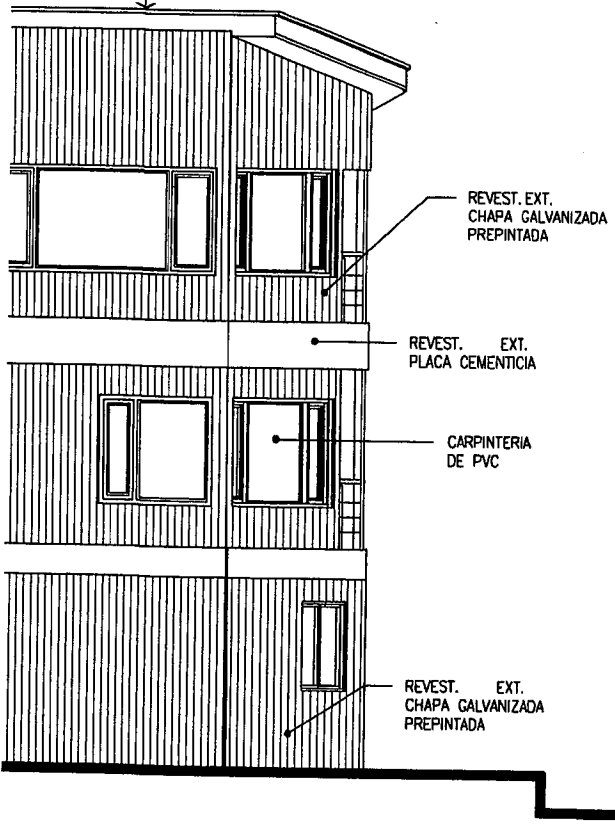 REVEST. EXT.
CHAPA GALVANIZADA
PREPINTADA
REVEST. EXT.
PLACA CEMENTICIA
CARPINTERIA
DE PVC
REVEST. EXT.
CHAPA GALVANIZADA
PREPINTADA